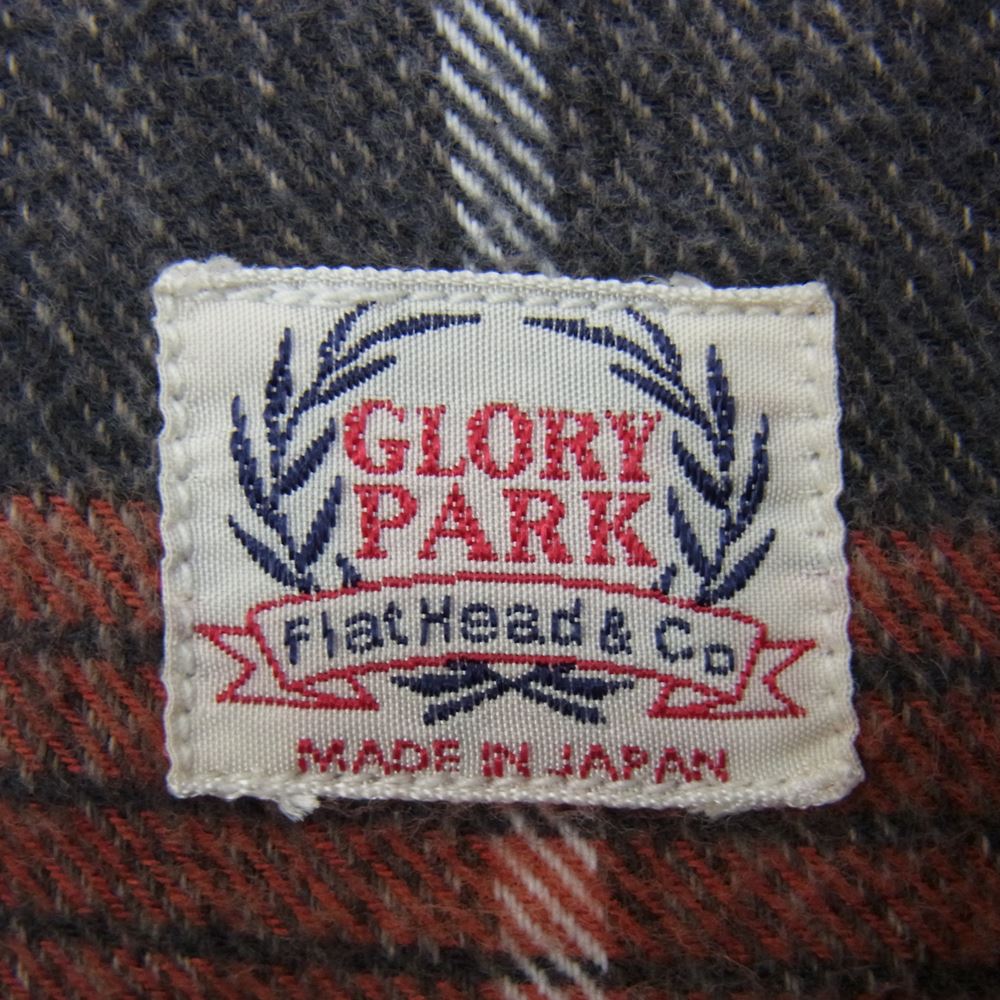 GLORY
PARK
FlatHead & Co
MADE IN JAPAN